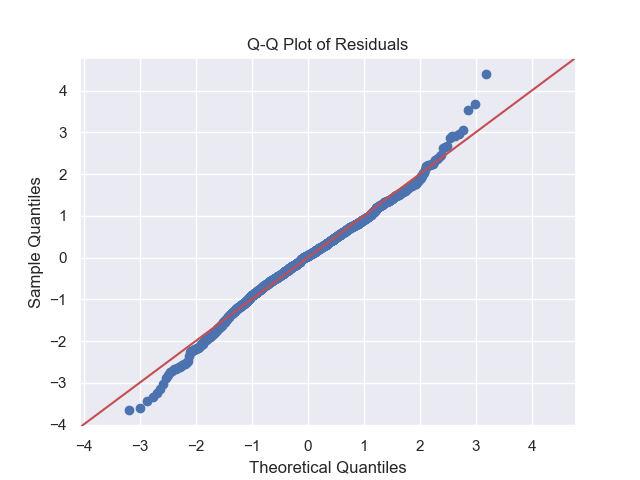 Q-Q Plot of Residuals
Sample Quantiles
4
3
2
1
0
−1
−2
−3
−4
−4 −3 −2 −1 0 1 2 3 4
Theoretical Quantiles